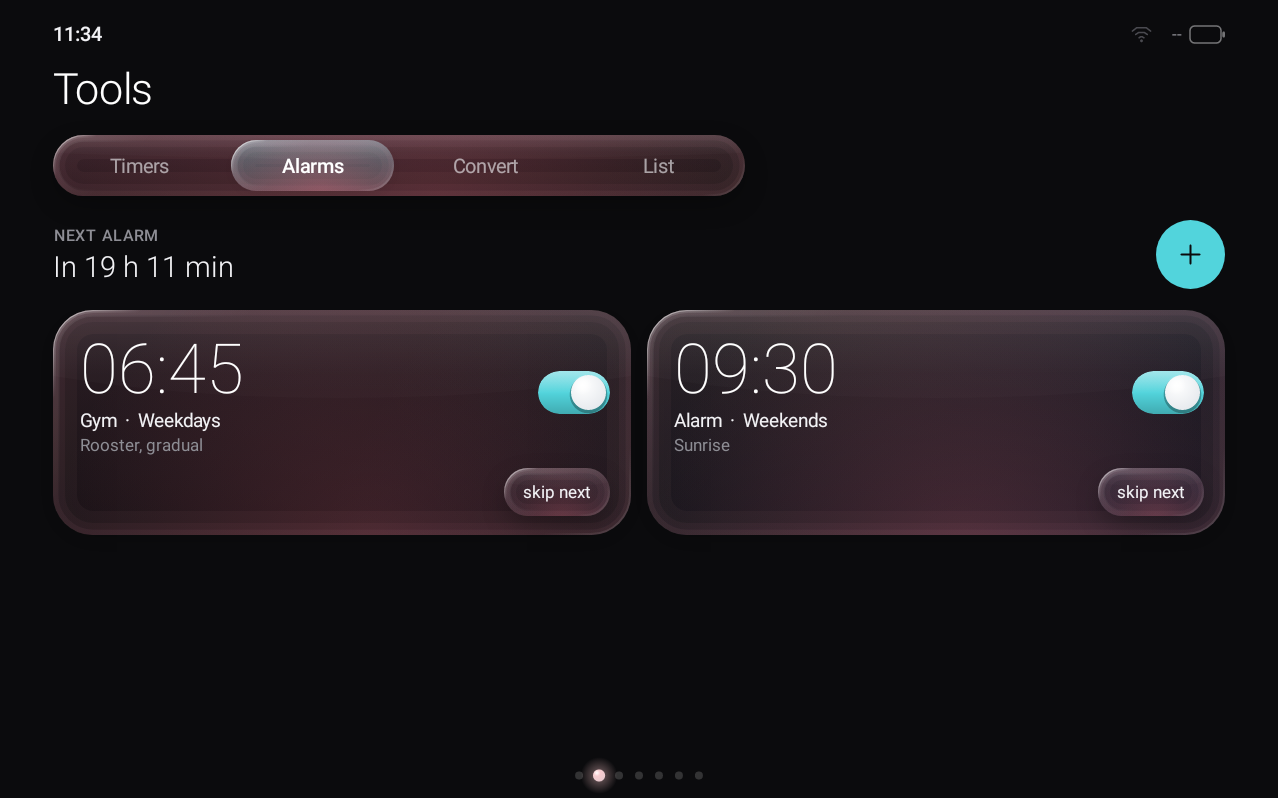 11:34
--
Tools
Timers Alarms Convert List
NEXT ALARM
In 19 h 11 min
+
06:45
Gym · Weekdays
Rooster, gradual
skip next
09:30
Alarm · Weekends
Sunrise
skip next